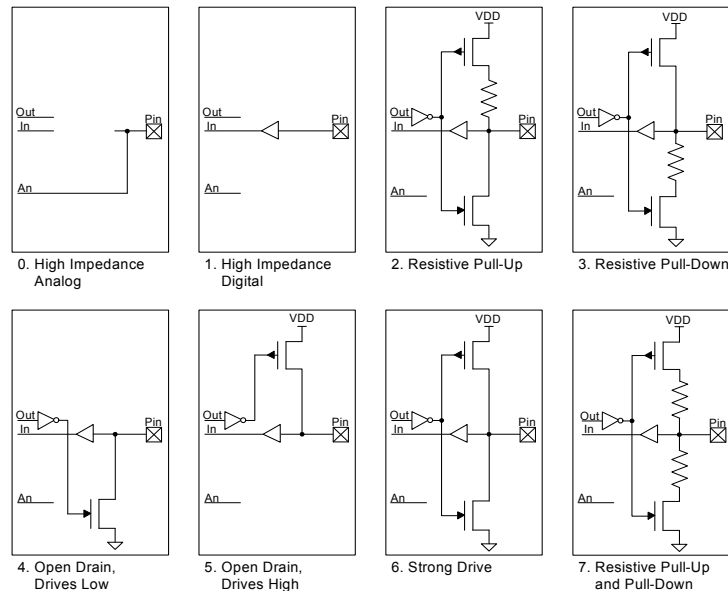 VDD
VDD
Out
In
Pin
An
Out
In
Pin
An
Out
In
Pin
An
Out
In
Pin
An
0. High Impedance
Analog
1. High Impedance
Digital
2. Resistive Pull-Up
3. Resistive Pull-Down
VDD
VDD
VDD
Out
In
Pin
An
Out
In
Pin
An
Out
In
Pin
An
Out
In
Pin
An
4. Open Drain,
Drives Low
5. Open Drain,
Drives High
6. Strong Drive
7. Resistive Pull-Up
and Pull-Down